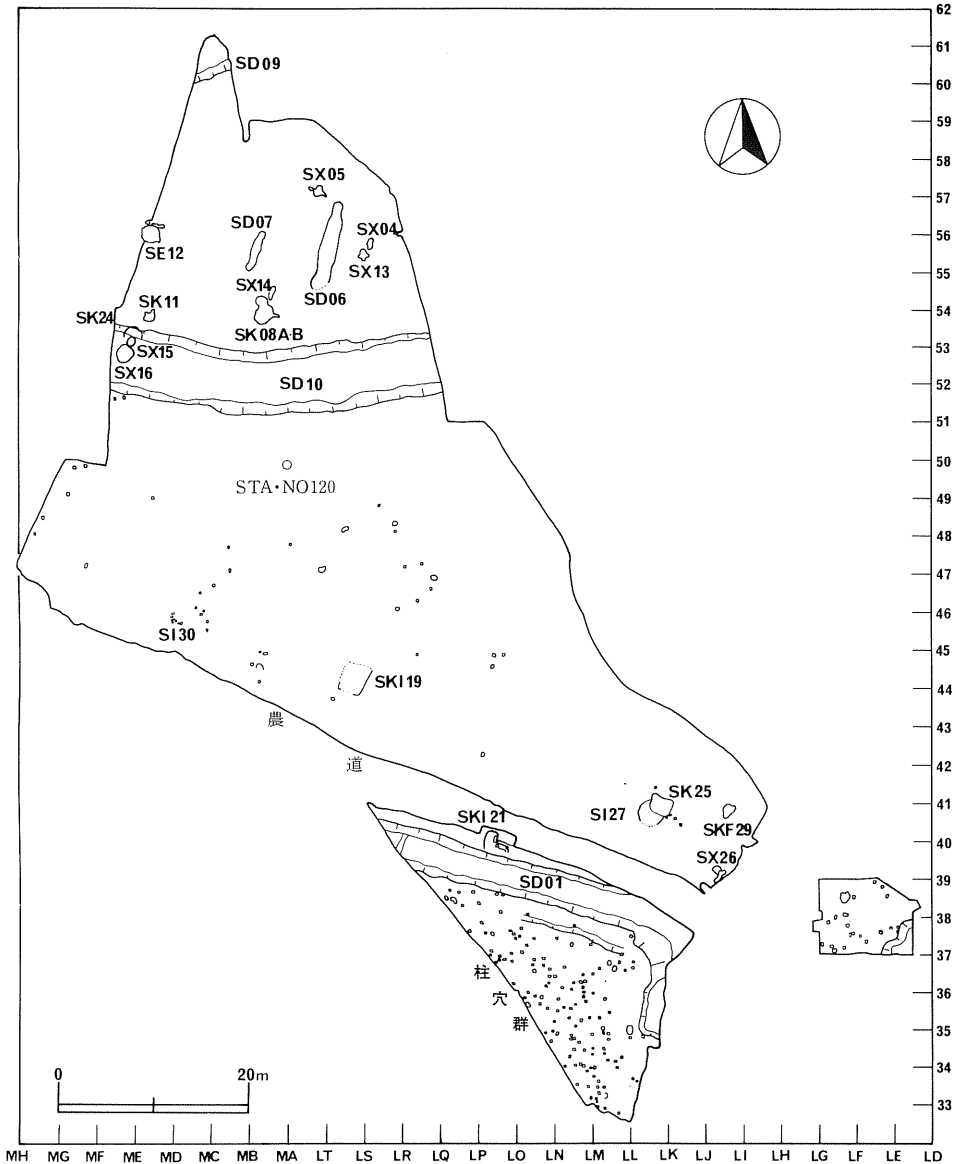 62
61
60
59
58
57
56
55
54
53
52
51
50
49
48
47
46
45
44
43
42
41
40
39
38
37
36
35
34
33
SD09
SX05
SD07
SX04
SE12
SX13
SX14
SD06
SK11
SK24
SK08A·B
SX15
SX16
SD10
STA·NO120
SI30
SKI19
農道
SK25
SI27
SKF29
SKI21
SX26
SD01
柱穴群
0 20m
MH MG MF ME MD MC MB MA LT LS LR LQ LP LO LN LM LL LK LJ LI LH LG LF LE LD